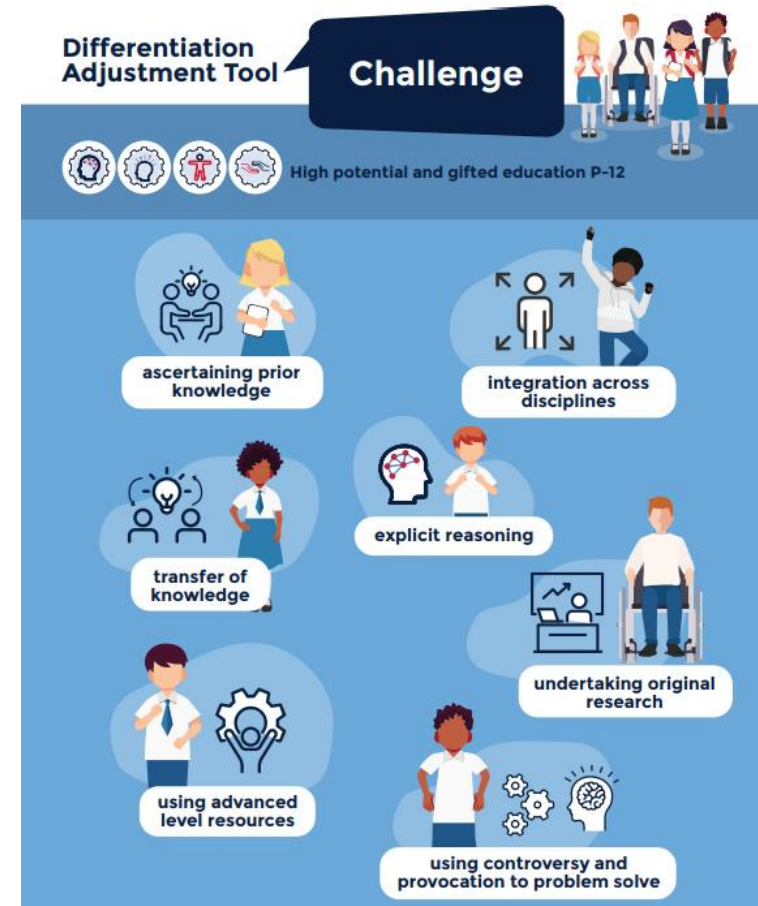 Differentiation
Adjustment Tool
Challenge
High potential and gifted education P-12
ascertaining prior
knowledge
integration across
disciplines
explicit reasoning
transfer of
knowledge
undertaking original
research
using advanced
level resources
using controversy and
provocation to problem solve